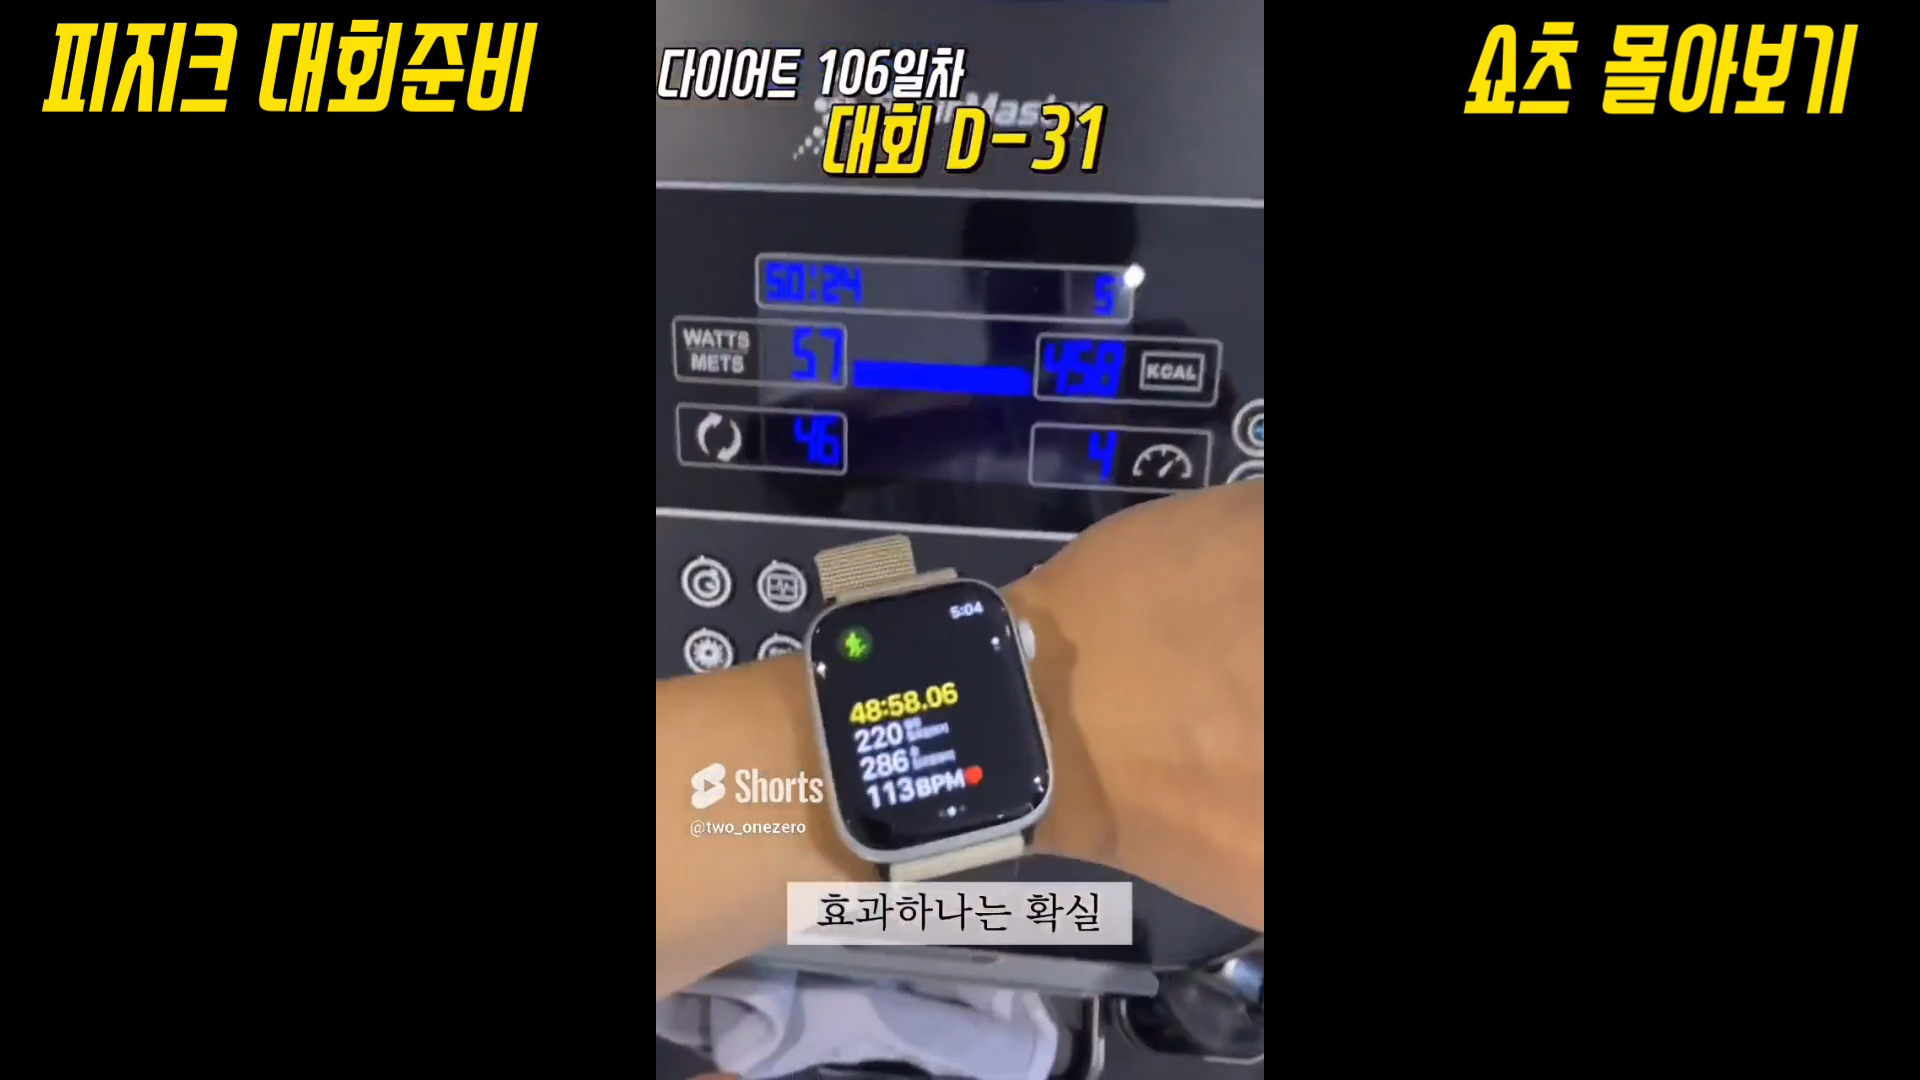 피지크 대회준비
쇼츠 몰아보기
다이어트 106일차
대회 D-31
50:24
5
WATTS
METS
57
458
KCAL
46
4
5:04
48:58.06
220
286
113BPM
Shorts
@two_onezero
효과하나는 확실